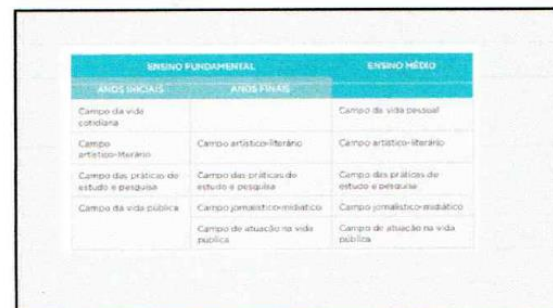 ENSINO FUNDAMENTAL ENSINO MÉDIO
ANOS INICIAIS ANOS FINAIS
Campo da vida Campo da vida pessoal
cotidiana
Campo Campo artístico-literário Campo artístico-literário
artístico-literário
Campo das práticas de Campo das práticas de Campo das práticas de
estudo e pesquisa estudo e pesquisa estudo e pesquisa
Campo da vida pública Campo jornalístico-midiático Campo jornalístico-midiático
Campo de atuação na vida Campo de atuação na vida
pública pública